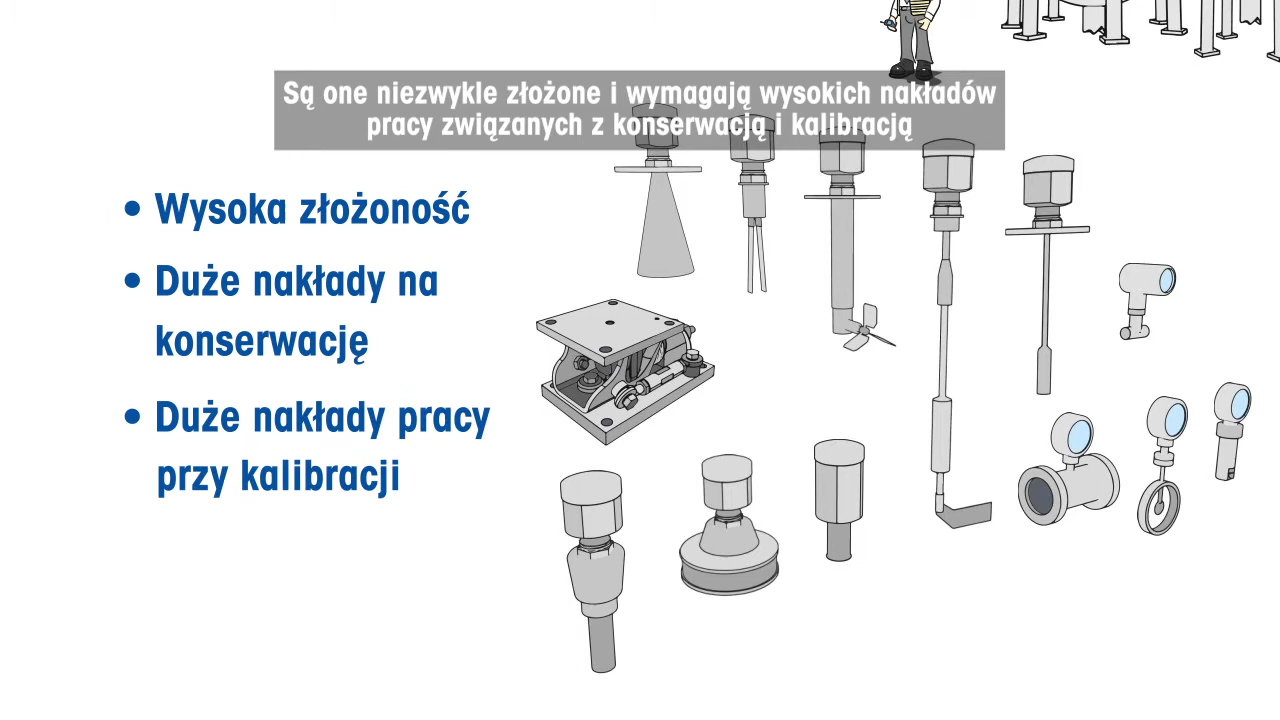 Są one niezwykle złożone i wymagają wysokich nakładów
pracy związanych z konserwacją i kalibracją
• Wysoka złożoność
• Duże nakłady na
konserwację
• Duże nakłady pracy
przy kalibracji